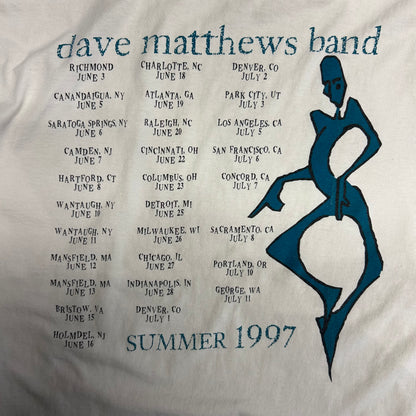 dave matthews band
RICHMOND
JUNE 3
CANANDAIGUA, NY
JUNE 5
SARATOGA SPRINGS, NY
JUNE 6
CAMDEN, NJ
JUNE 7
HARTFORD, CT
JUNE 8
WANTAUGH, NY
JUNE 10
WANTAUGH, NY
JUNE 11
MANSFIELD, MA
JUNE 12
MANSFIELD, MA
JUNE 13
BRISTOW, VA
JUNE 15
HOLMDEL, NJ
JUNE 16
CHARLOTTE, NC
JUNE 18
ATLANTA, GA
JUNE 19
RALEIGH, NC
JUNE 20
CINCINNATI, OH
JUNE 22
COLUMBUS, OH
JUNE 23
DETROIT, MI
JUNE 25
MILWAUKEE, WI
JUNE 26
CHICAGO, IL
JUNE 27
INDIANAPOLIS, IN
JUNE 28
DENVER, CO
JULY 1
DENVER, CO
JULY 2
PARK CITY, UT
JULY 3
LOS ANGELES, CA
JULY 5
SAN FRANCISCO, CA
JULY 6
CONCORD, CA
JULY 7
SACRAMENTO, CA
JULY 8
PORTLAND, OR
JULY 10
GEORGE, WA
JULY 11
SUMMER 1997